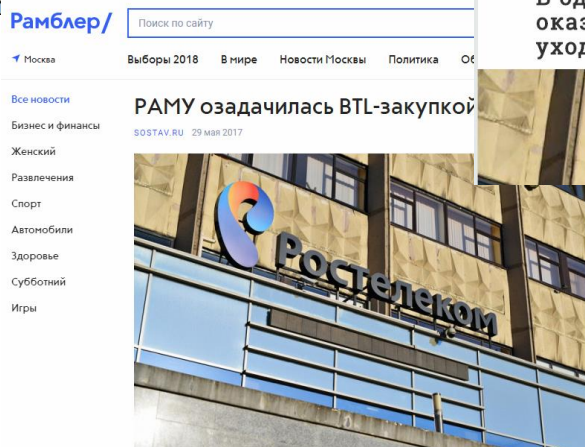 Рамблер/
Поиск по сайту
Москва
Выборы 2018 В мире Новости Москвы Политика
Все новости
Бизнес и финансы
Женский
Развлечения
Спорт
Автомобили
Здоровье
Субботний
Игры
РАМУ озадачилась BTL-закупкой
SOSTAV.RU 29 мая 2017
Ростелеком